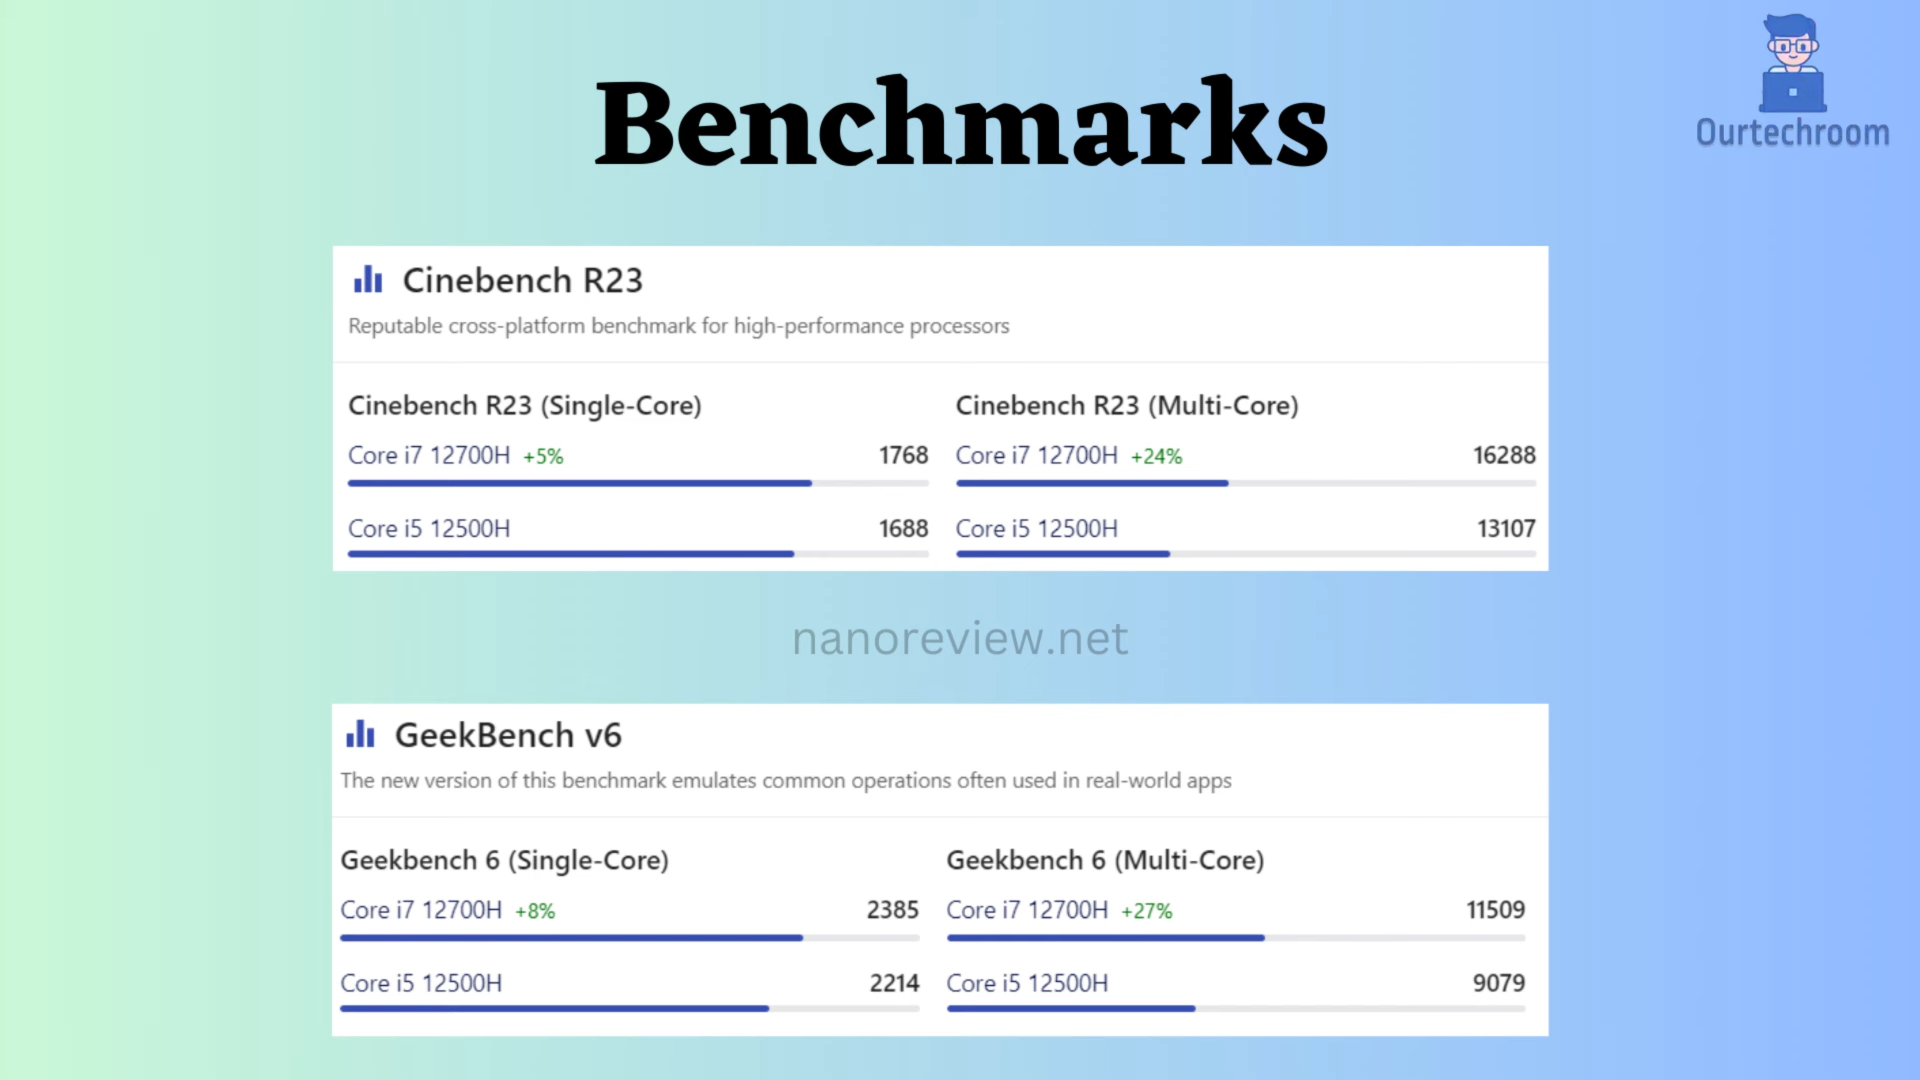 Benchmarks
Ourtechroom
Cinebench R23
Reputable cross-platform benchmark for high-performance processors
Cinebench R23 (Single-Core)
Core i7 12700H +5% 1768
Core i5 12500H 1688
Cinebench R23 (Multi-Core)
Core i7 12700H +24% 16288
Core i5 12500H 13107
nanoreview.net
GeekBench v6
The new version of this benchmark emulates common operations often used in real-world apps
Geekbench 6 (Single-Core)
Core i7 12700H +8% 2385
Core i5 12500H 2214
Geekbench 6 (Multi-Core)
Core i7 12700H +27% 11509
Core i5 12500H 9079